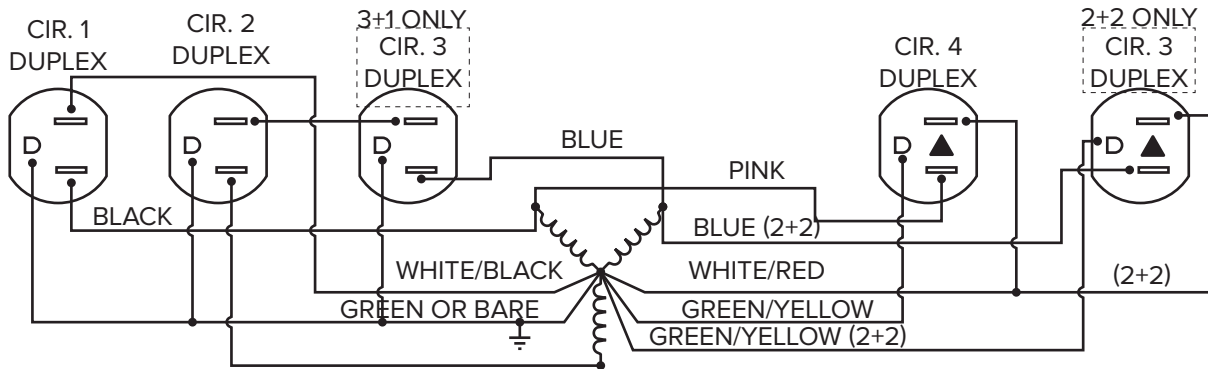 CIR. 1
DUPLEX
CIR. 2
DUPLEX
3+1 ONLY
CIR. 3
DUPLEX
CIR. 4
DUPLEX
2+2 ONLY
CIR. 3
DUPLEX
D
D
D
D
D
BLUE
PINK
BLACK
BLUE (2+2)
WHITE/BLACK
WHITE/RED
(2+2)
GREEN OR BARE
GREEN/YELLOW
GREEN/YELLOW (2+2)